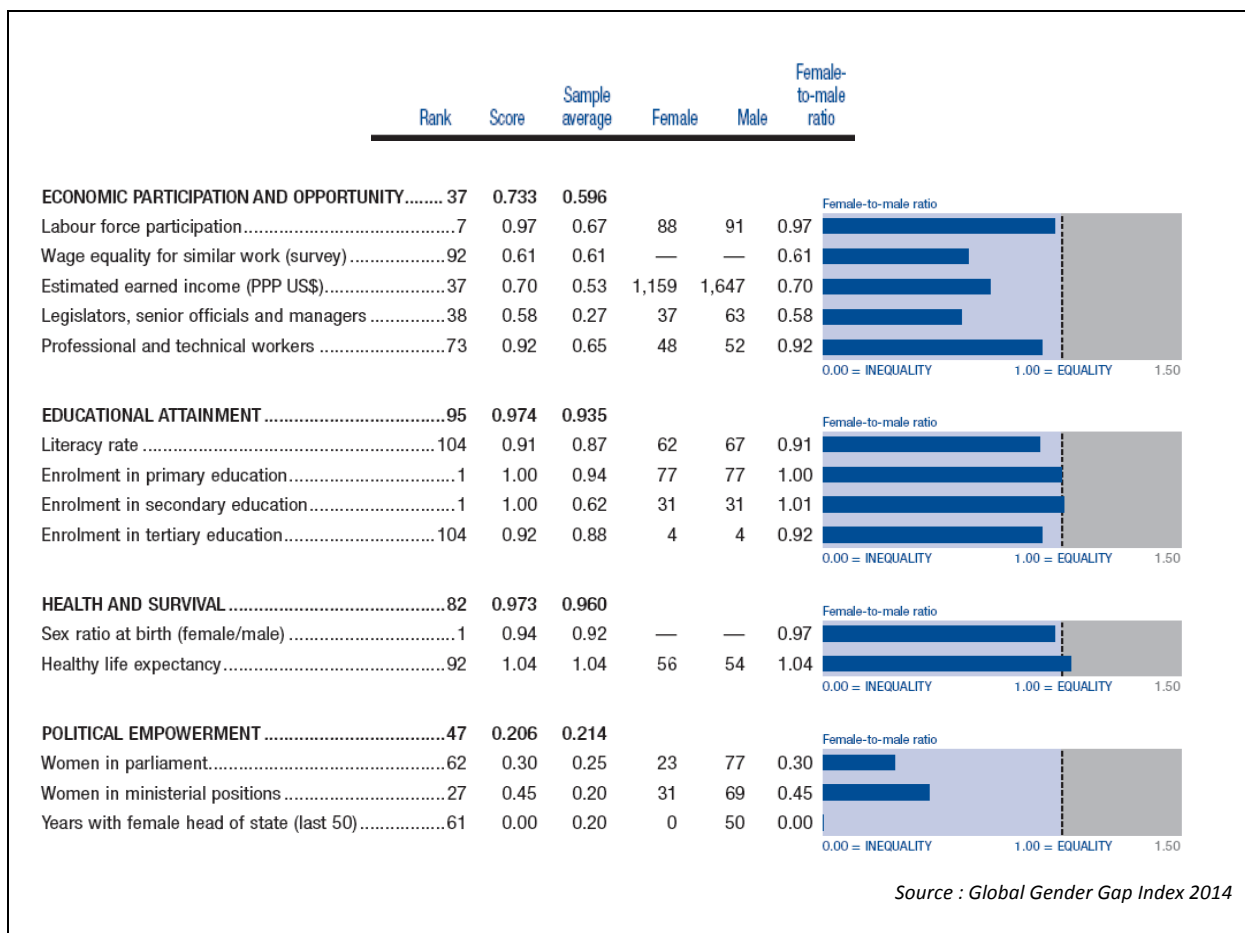 Female-
Sample to-male
Rank Score average Female Male ratio
ECONOMIC PARTICIPATION AND OPPORTUNITY........ 37 0.733 0.596
Female-to-male ratio
Labour force participation..........................................7 0.97 0.67 88 91 0.97
Wage equality for similar work (survey) ...................92 0.61 0.61 — — 0.61
Estimated earned income (PPP US$)........................37 0.70 0.53 1,159 1,647 0.70
Legislators, senior officials and managers ...............38 0.58 0.27 37 63 0.58
Professional and technical workers ..........................73 0.92 0.65 48 52 0.92
0.00 = INEQUALITY 1.00 = EQUALITY 1.50
EDUCATIONAL ATTAINMENT ....................................95 0.974 0.935
Female-to-male ratio
Literacy rate ..........................................................104 0.91 0.87 62 67 0.91
Enrolment in primary education.................................1 1.00 0.94 77 77 1.00
Enrolment in secondary education.............................1 1.00 0.62 31 31 1.01
Enrolment in tertiary education..............................104 0.92 0.88 4 4 0.92
0.00 = INEQUALITY 1.00 = EQUALITY 1.50
HEALTH AND SURVIVAL ...........................................82 0.973 0.960
Female-to-male ratio
Sex ratio at birth (female/male) .................................1 0.94 0.92 — — 0.97
Healthy life expectancy............................................92 1.04 1.04 56 54 1.04
0.00 = INEQUALITY 1.00 = EQUALITY 1.50
POLITICAL EMPOWERMENT ....................................47 0.206 0.214
Female-to-male ratio
Women in parliament...............................................62 0.30 0.25 23 77 0.30
Women in ministerial positions ................................27 0.45 0.20 31 69 0.45
Years with female head of state (last 50) .................61 0.00 0.20 0 50 0.00
0.00 = INEQUALITY 1.00 = EQUALITY 1.50
Source : Global Gender Gap Index 2014